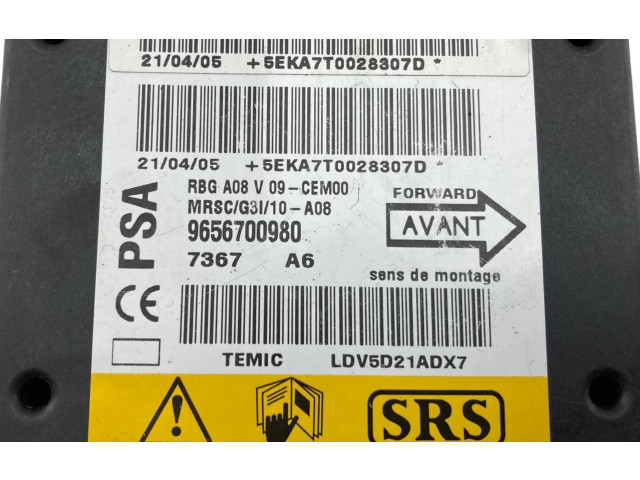 21/04/05 +5EKA7T0028307D *
21/04/05 +5EKA7T0028307D *
PSA
RBG A08 V 09-CEM00
MRSC/G3I/10-A08
9656700980
7367 A6
FORWARD
AVANT
sens de montage
CE
TEMIC LDV5D21ADX7
!
SRS